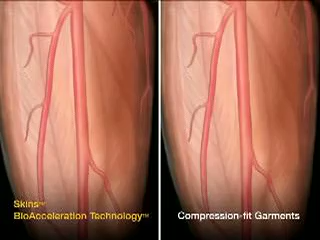 Skins™
BioAcceleration Technology™
Compression-fit Garments